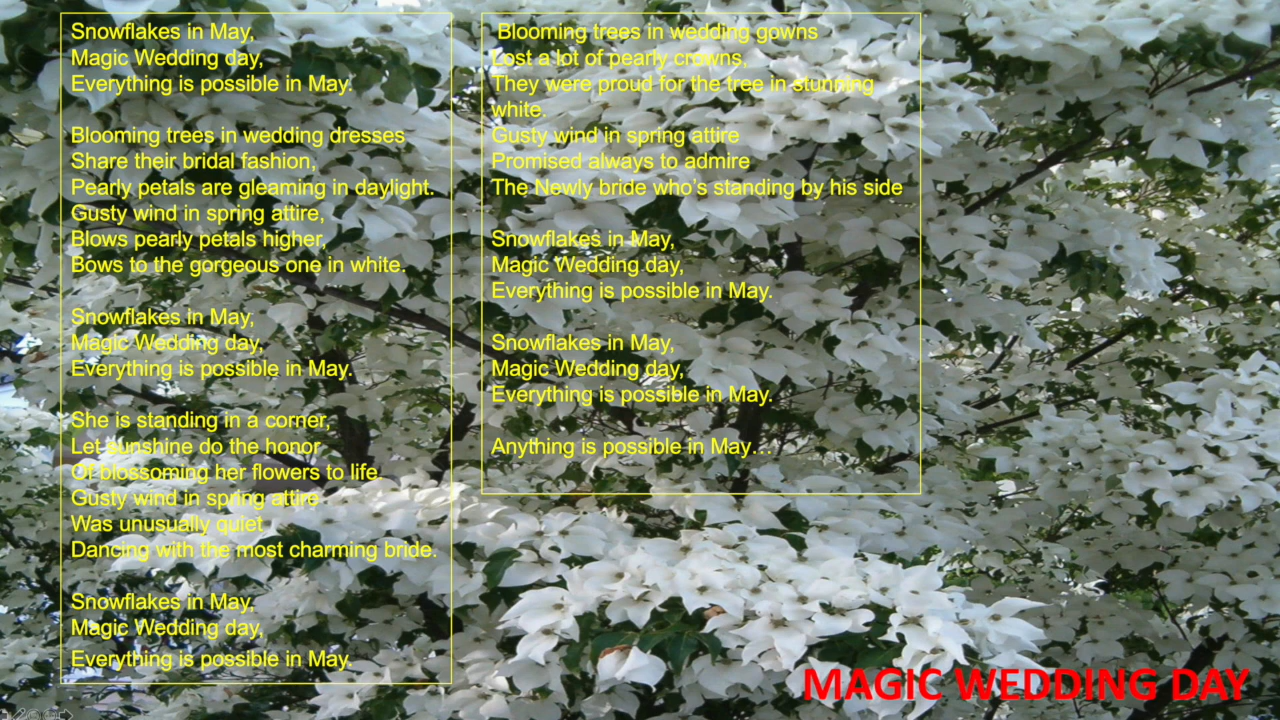 Snowflakes in May,
Magic Wedding day,
Everything is possible in May.
Blooming trees in wedding dresses
Share their bridal fashion,
Pearly petals are gleaming in daylight.
Gusty wind in spring attire,
Blows pearly petals higher,
Bows to the gorgeous one in white.
Snowflakes in May,
Magic Wedding day,
Everything is possible in May.
She is standing in a corner,
Let sunshine do the honor
Of blossoming her flowers to life.
Gusty wind in spring attire
Was unusually quiet
Dancing with the most charming bride.
Snowflakes in May,
Magic Wedding day,
Everything is possible in May.
Blooming trees in wedding gowns
Lost a lot of pearly crowns,
They were proud for the tree in stunning
white.
Gusty wind in spring attire
Promised always to admire
The Newly bride who's standing by his side
Snowflakes in May,
Magic Wedding day,
Everything is possible in May.
Snowflakes in May,
Magic Wedding day,
Everything is possible in May.
Anything is possible in May…
MAGIC WEDDING DAY